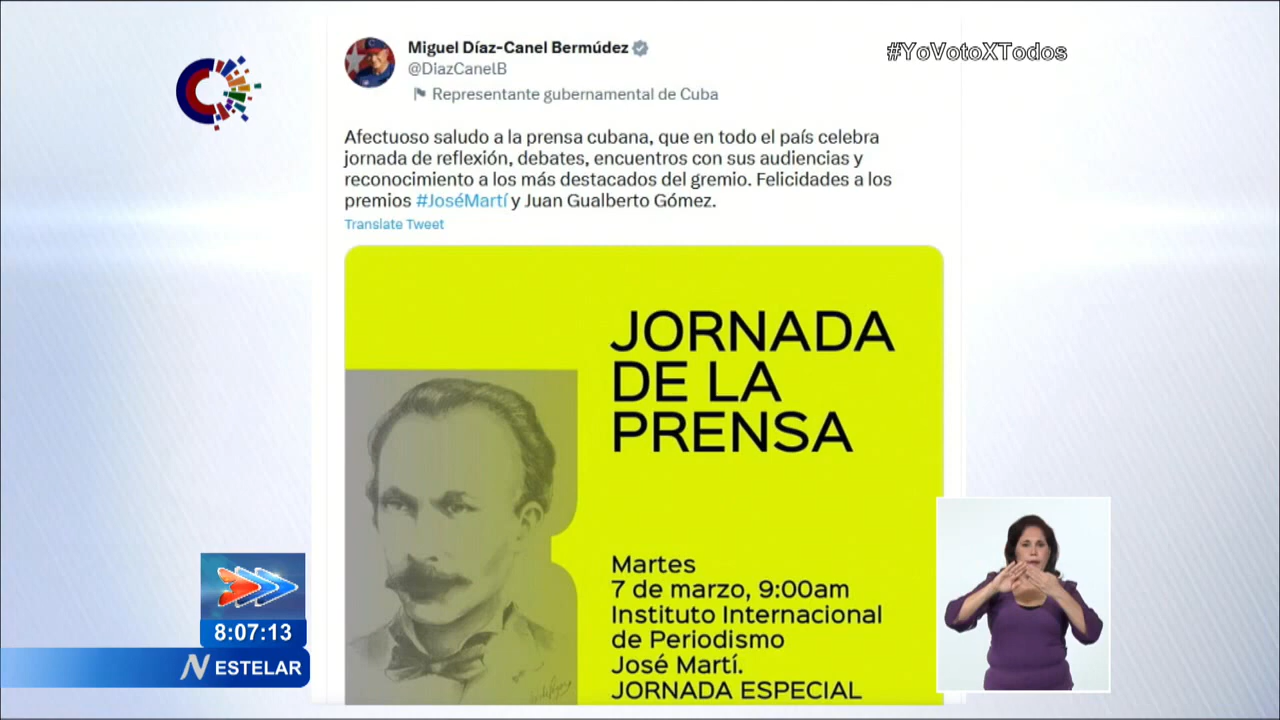 Miguel Díaz-Canel Bermúdez
#YoVotoXTodos
@DiazCanelB
Representante gubernamental de Cuba
Afectuoso saludo a la prensa cubana, que en todo el país celebra
jornada de reflexión, debates, encuentros con sus audiencias y
reconocimiento a los más destacados del gremio. Felicidades a los
premios #JoséMartí y Juan Gualberto Gómez.
Translate Tweet
JORNADA
DE LA
PRENSA
Martes
7 de marzo, 9:00am
Instituto Internacional
de Periodismo
José Martí.
JORNADA ESPECIAL
8:07:13
N ESTELAR